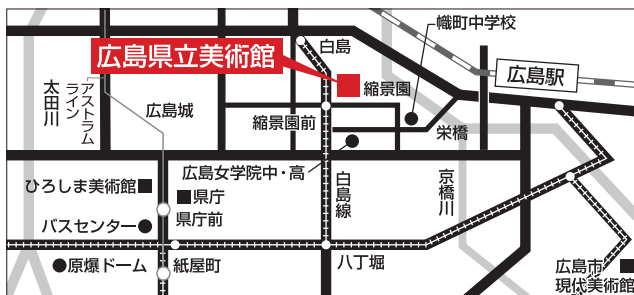 白島
幟町中学校
広島県立美術館
広島駅
アストラム
ライン
太田川
広島城
縮景園
縮景園前
栄橋
広島女学院中・高
ひろしま美術館
県庁
県庁前
白島線
京橋川
バスセンター
原爆ドーム
紙屋町
八丁堀
広島市
現代美術館